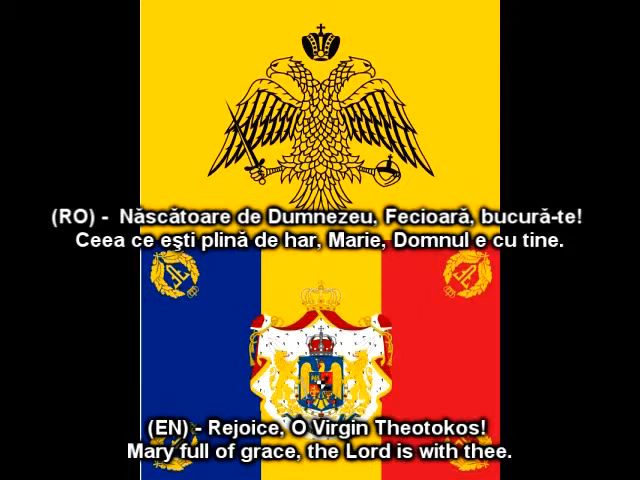 (RO) - Născătoare de Dumnezeu, Fecioară, bucură-te!
Ceea ce eşti plină de har, Marie, Domnul e cu tine.
(EN) - Rejoice, O Virgin Theotokos!
Mary full of grace, the Lord is with thee.